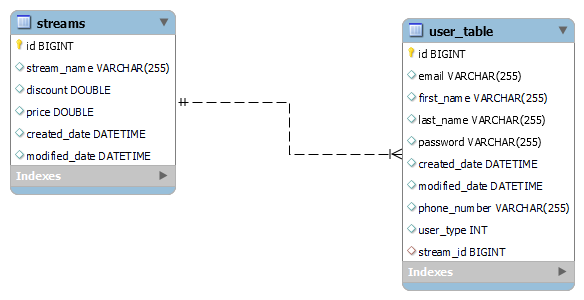 streams
id BIGINT
stream_name VARCHAR(255)
discount DOUBLE
price DOUBLE
created_date DATETIME
modified_date DATETIME
Indexes
user_table
id BIGINT
email VARCHAR(255)
first_name VARCHAR(255)
last_name VARCHAR(255)
password VARCHAR(255)
created_date DATETIME
modified_date DATETIME
phone_number VARCHAR(255)
user_type INT
stream_id BIGINT
Indexes